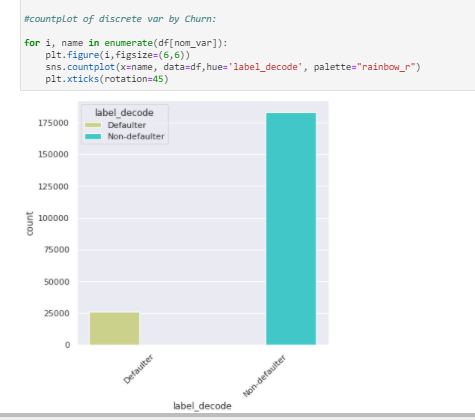 #countplot of discrete var by Churn:
for i, name in enumerate(df[nom_var]):
    plt.figure(i,figsize=(6,6))
    sns.countplot(x=name, data=df,hue='label_decode', palette="rainbow_r")
    plt.xticks(rotation=45)
label_decode
Defaulter
Non-defaulter
175000
150000
125000
100000
75000
50000
25000
0
count
Defaulter
Non-defaulter
label_decode